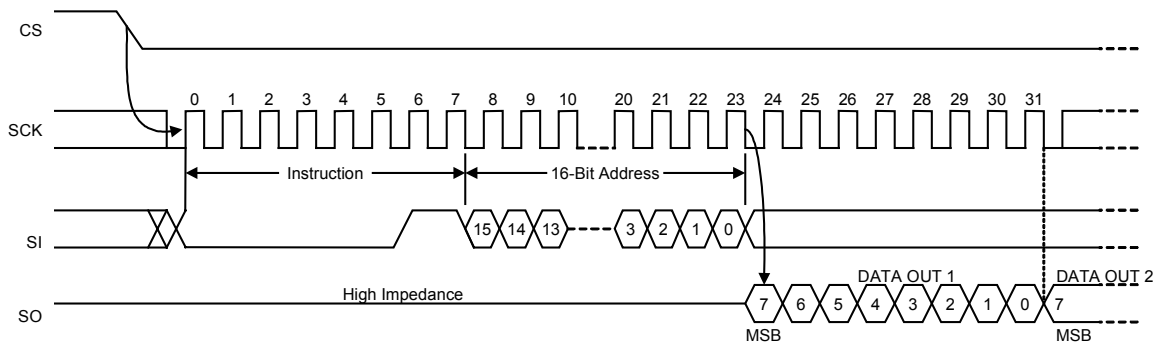 CS
0 1 2 3 4 5 6 7 8 9 10 20 21 22 23 24 25 26 27 28 29 30 31
SCK
Instruction 16-Bit Address
SI 15 14 13 3 2 1 0
High Impedance DATA OUT 1 DATA OUT 2
SO 7 6 5 4 3 2 1 0 7
MSB MSB